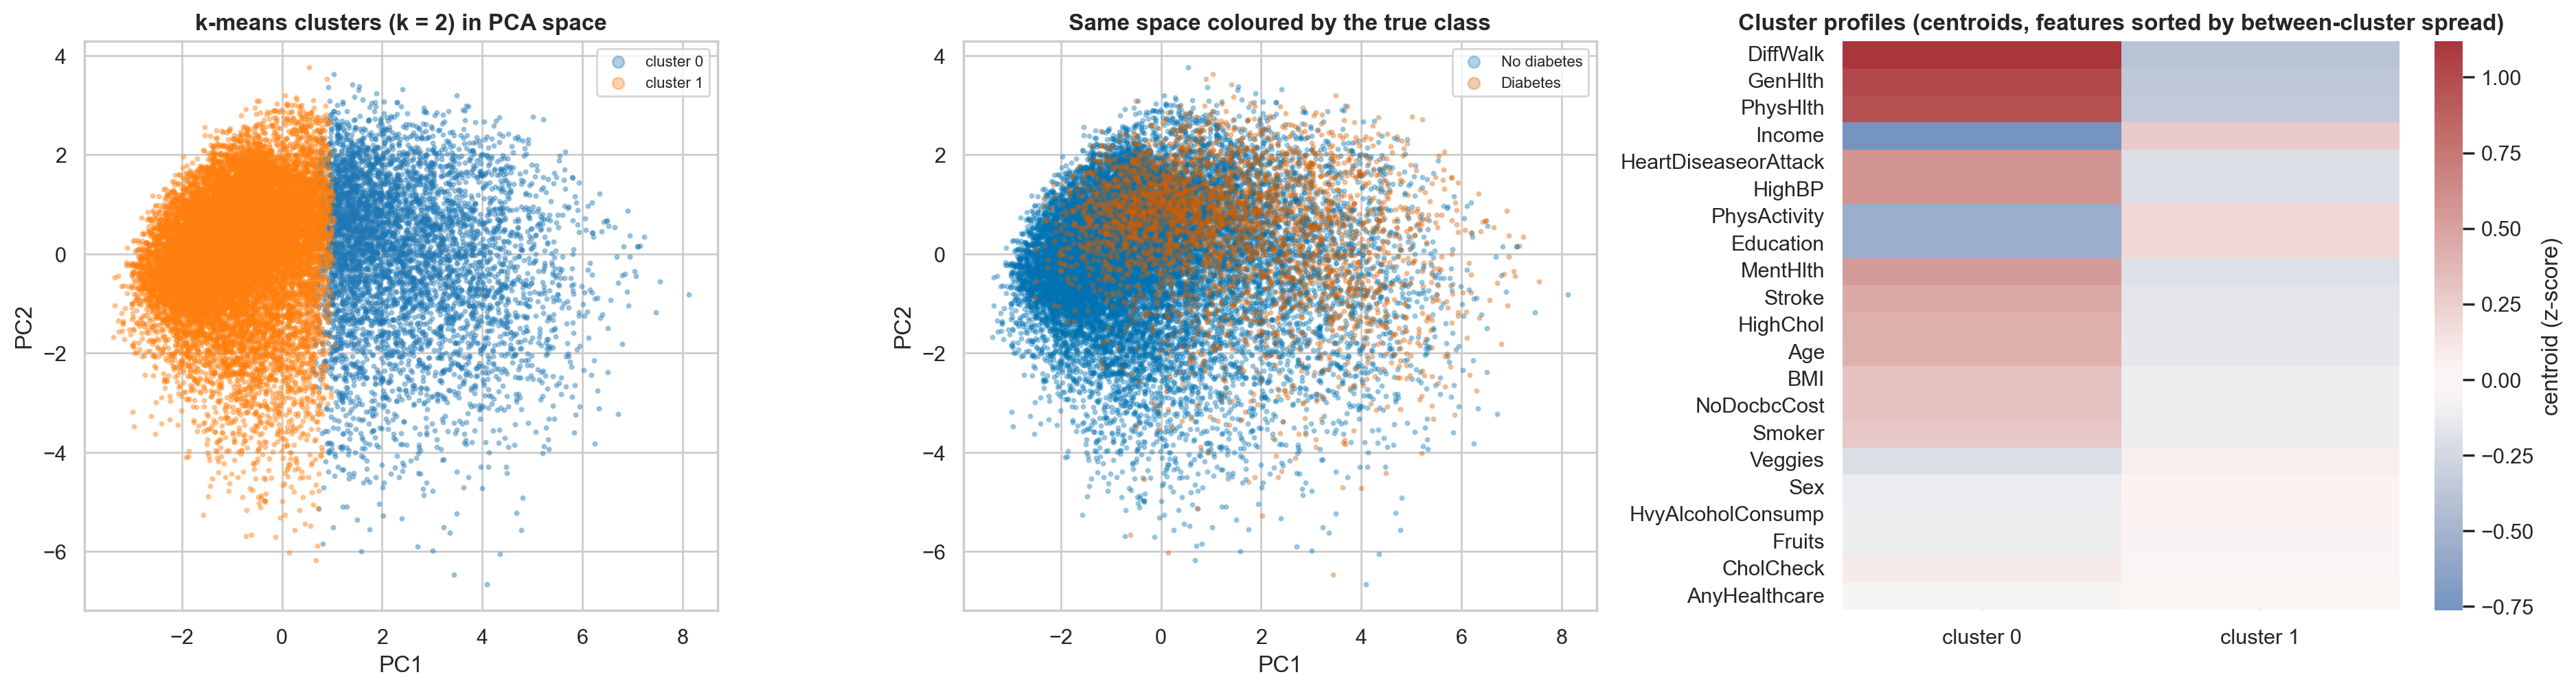 k-means clusters (k = 2) in PCA space
cluster 0
cluster 1
4
2
0
−2
−4
−6
PC2
−2 0 2 4 6 8
PC1
Same space coloured by the true class
No diabetes
Diabetes
4
2
0
−2
−4
−6
PC2
−2 0 2 4 6 8
PC1
Cluster profiles (centroids, features sorted by between-cluster spread)
DiffWalk
GenHlth
PhysHlth
Income
HeartDiseaseorAttack
HighBP
PhysActivity
Education
MentHlth
Stroke
HighChol
Age
BMI
NoDocbcCost
Smoker
Veggies
Sex
HvyAlcoholConsump
Fruits
CholCheck
AnyHealthcare
cluster 0 cluster 1
1.00
0.75
0.50
0.25
0.00
−0.25
−0.50
−0.75
centroid (z-score)